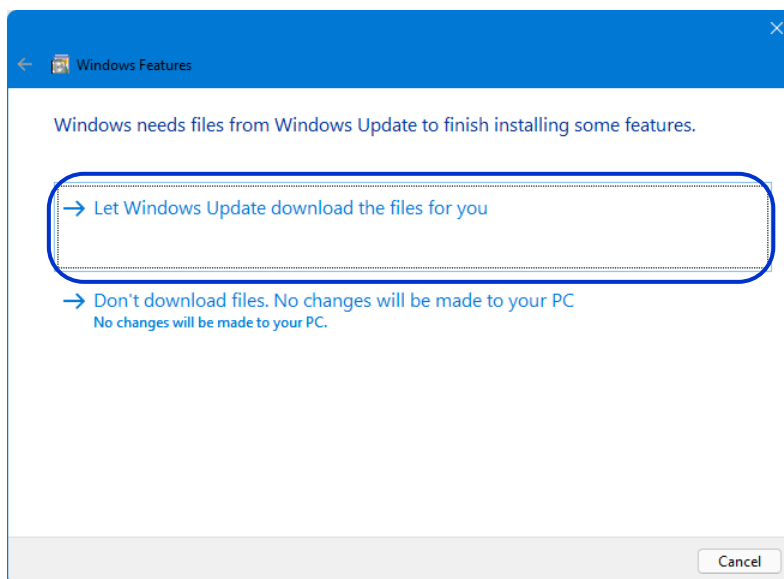 Windows Features
Windows needs files from Windows Update to finish installing some features.
Let Windows Update download the files for you
Don't download files. No changes will be made to your PC
No changes will be made to your PC.
Cancel